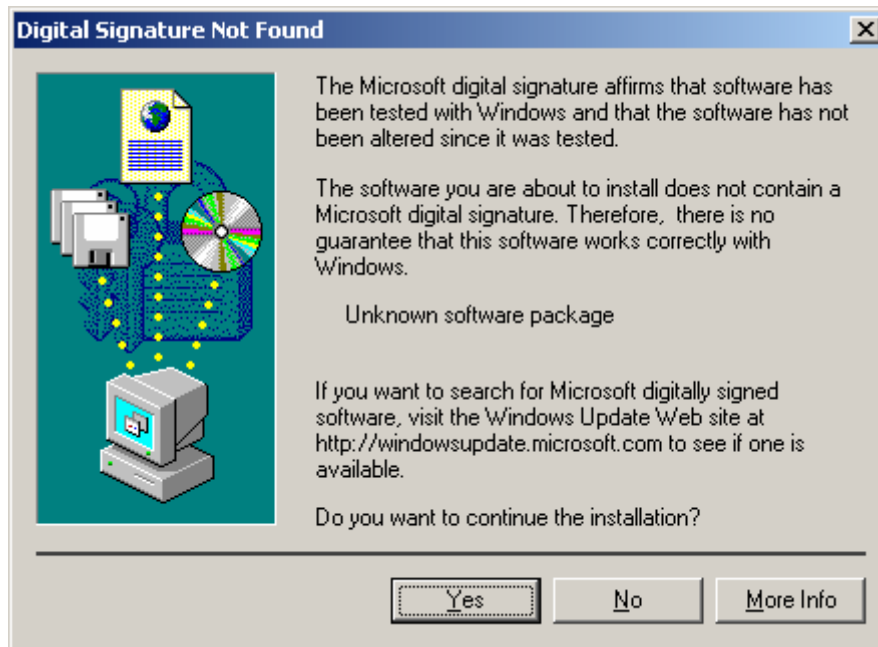 Digital Signature Not Found
The Microsoft digital signature affirms that software has
been tested with Windows and that the software has not
been altered since it was tested.
The software you are about to install does not contain a
Microsoft digital signature. Therefore,  there is no
guarantee that this software works correctly with
Windows.
Unknown software package
If you want to search for Microsoft digitally signed
software, visit the Windows Update Web site at
http://windowsupdate.microsoft.com to see if one is
available.
Do you want to continue the installation?
Yes No More Info